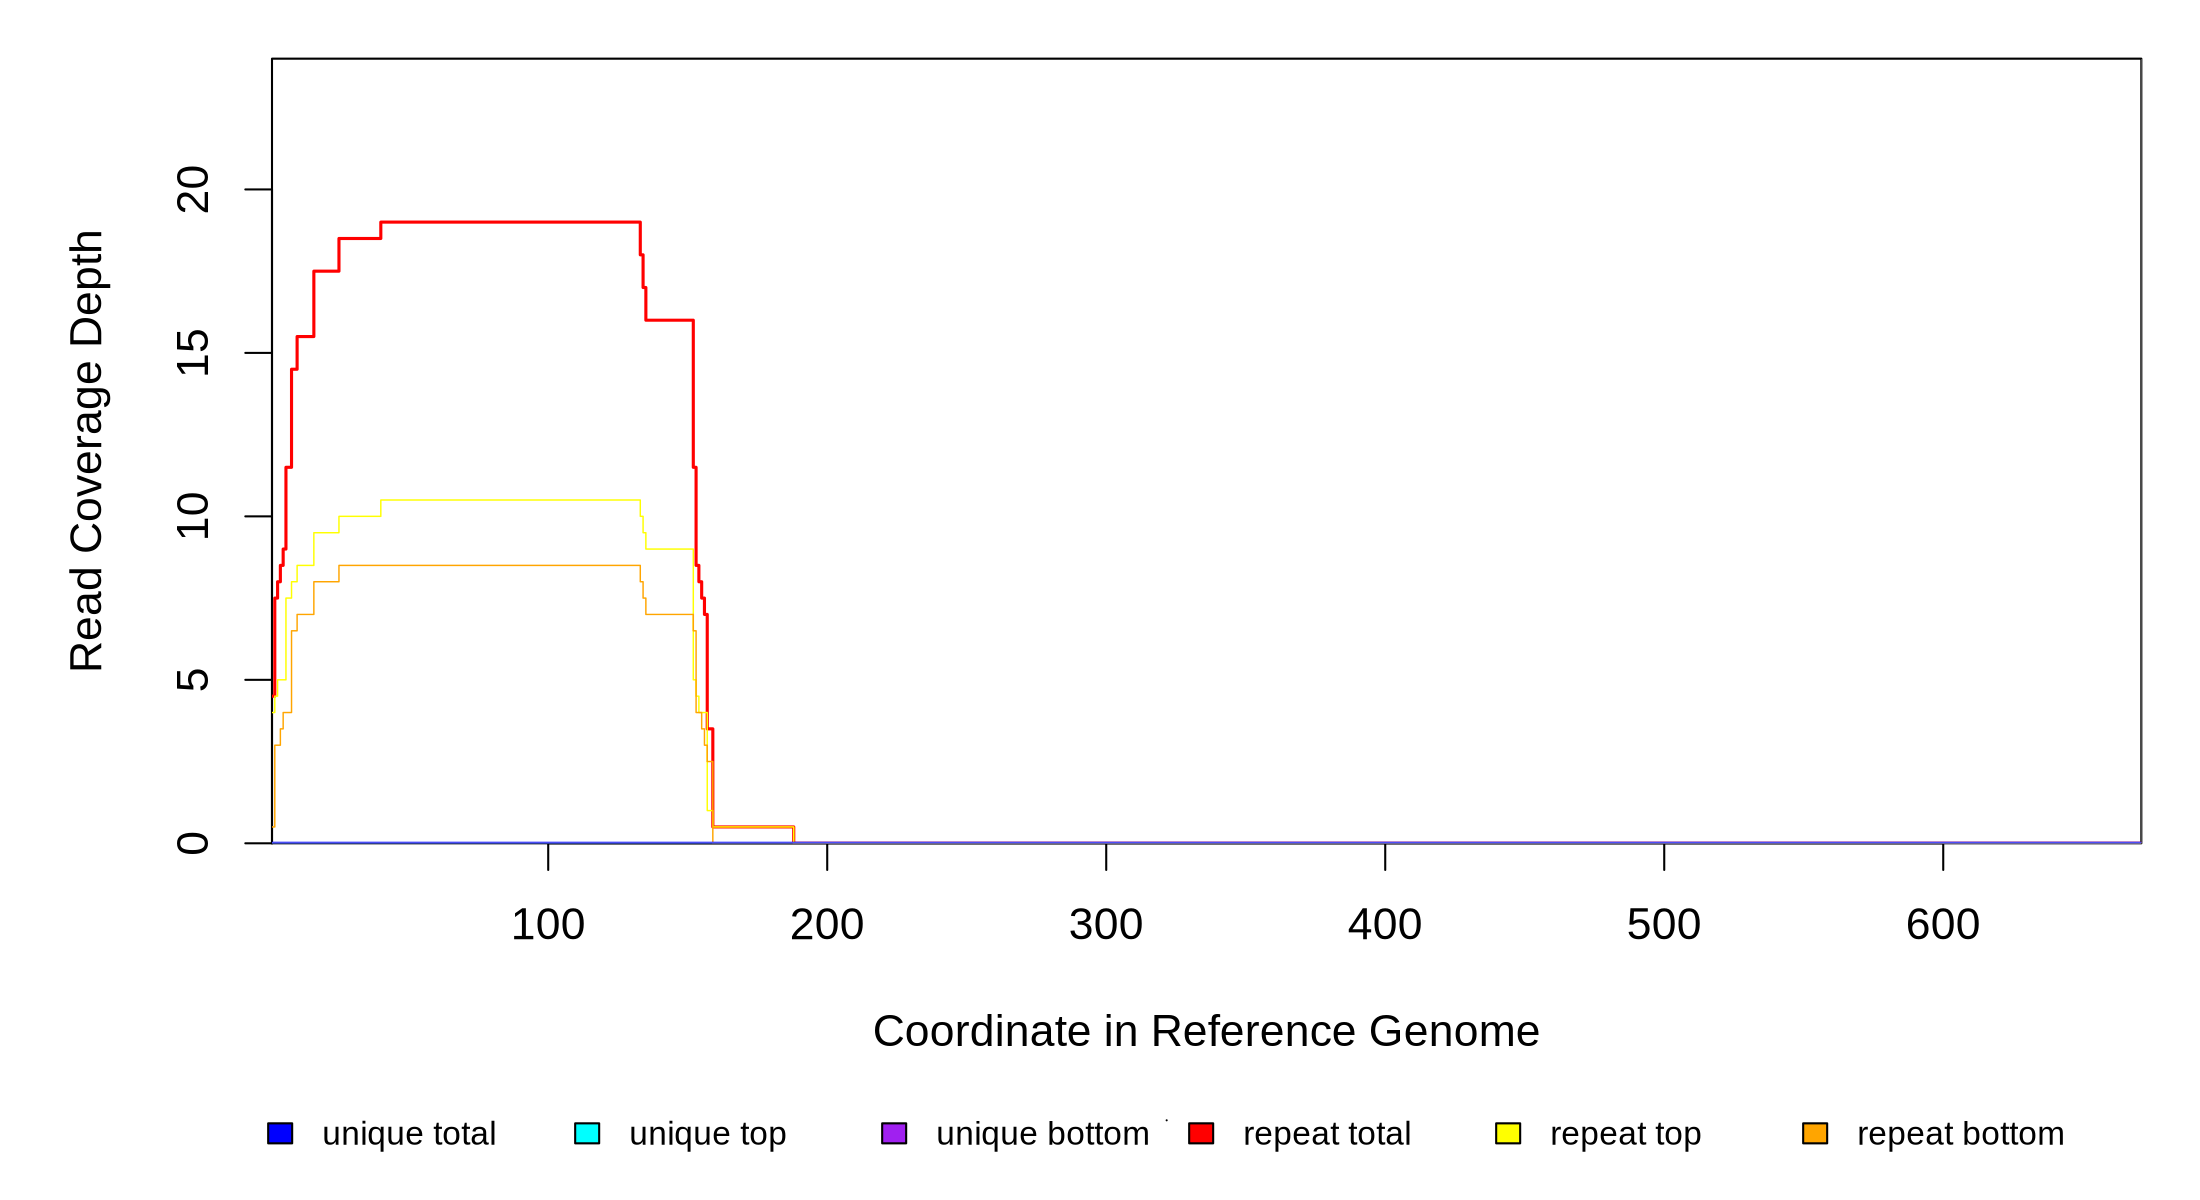 20
15
10
5
0
Read Coverage Depth
100 200 300 400 500 600
Coordinate in Reference Genome
unique total unique top unique bottom repeat total repeat top repeat bottom